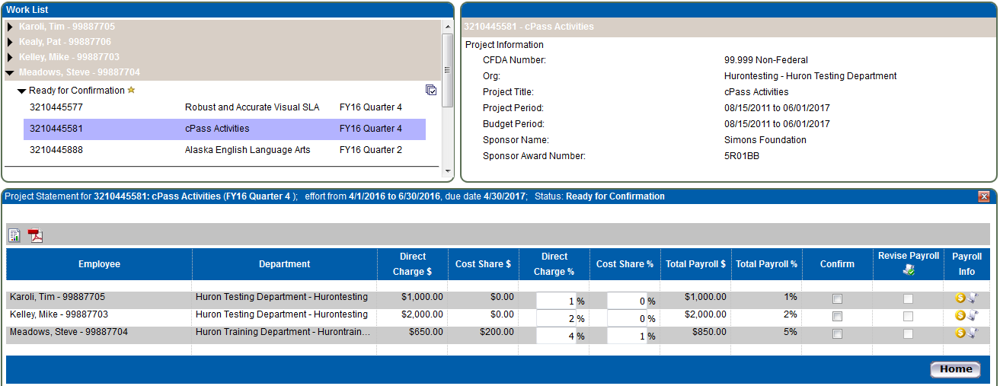 Work List
Karoli, Tim - 99887705
Kealy, Pat - 99887706
Kelley, Mike - 99887703
Meadows, Steve - 99887704
Ready for Confirmation
3210445577 Robust and Accurate Visual SLA FY16 Quarter 4
3210445581 cPass Activities FY16 Quarter 4
3210445888 Alaska English Language Arts FY16 Quarter 2
3210445581 - cPass Activities
Project Information
CFDA Number: 99.999 Non-Federal
Org: Hurontesting - Huron Testing Department
Project Title: cPass Activities
Project Period: 08/15/2011 to 06/01/2017
Budget Period: 08/15/2011 to 06/01/2017
Sponsor Name: Simons Foundation
Sponsor Award Number: 5R01BB
Project Statement for 3210445581: cPass Activities (FY16 Quarter 4 ); effort from 4/1/2016 to 6/30/2016, due date 4/30/2017; Status: Ready for Confirmation
Employee Department Direct Charge $ Cost Share $ Direct Charge % Cost Share % Total Payroll $ Total Payroll % Confirm Revise Payroll Payroll Info
Karoli, Tim - 99887705 Huron Testing Department - Hurontesting $1,000.00 $0.00 1 % 0 % $1,000.00 1%
Kelley, Mike - 99887703 Huron Testing Department - Hurontesting $2,000.00 $0.00 2 % 0 % $2,000.00 2%
Meadows, Steve - 99887704 Huron Training Department - Hurontrain... $650.00 $200.00 4 % 1 % $850.00 5%
Home